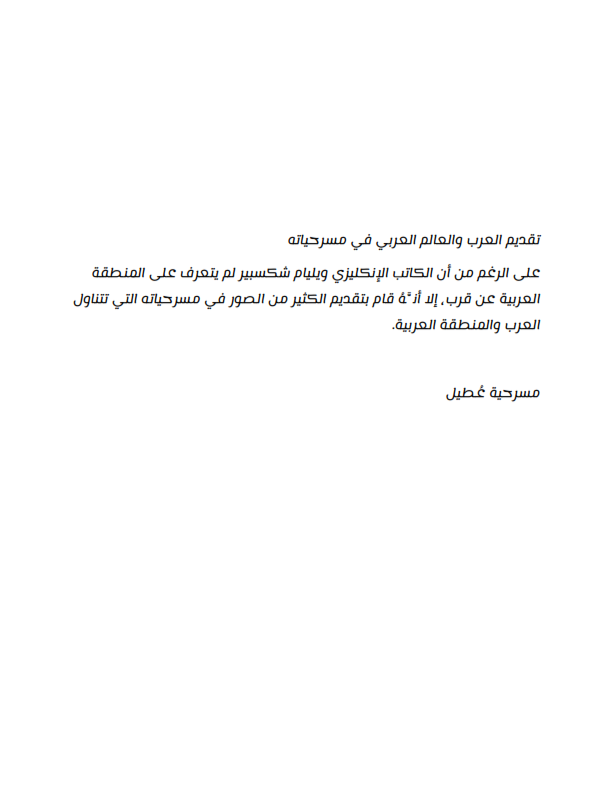 تقديم العرب والعالم العربي في مسرحياته
على الرغم من أن الكاتب الإنكليزي ويليام شكسبير لم يتعرف على المنطقة
العربية عن قرب، إلا أنَّهُ قام بتقديم الكثير من الصور في مسرحياته التي تتناول
العرب والمنطقة العربية.
مسرحية عُطيل